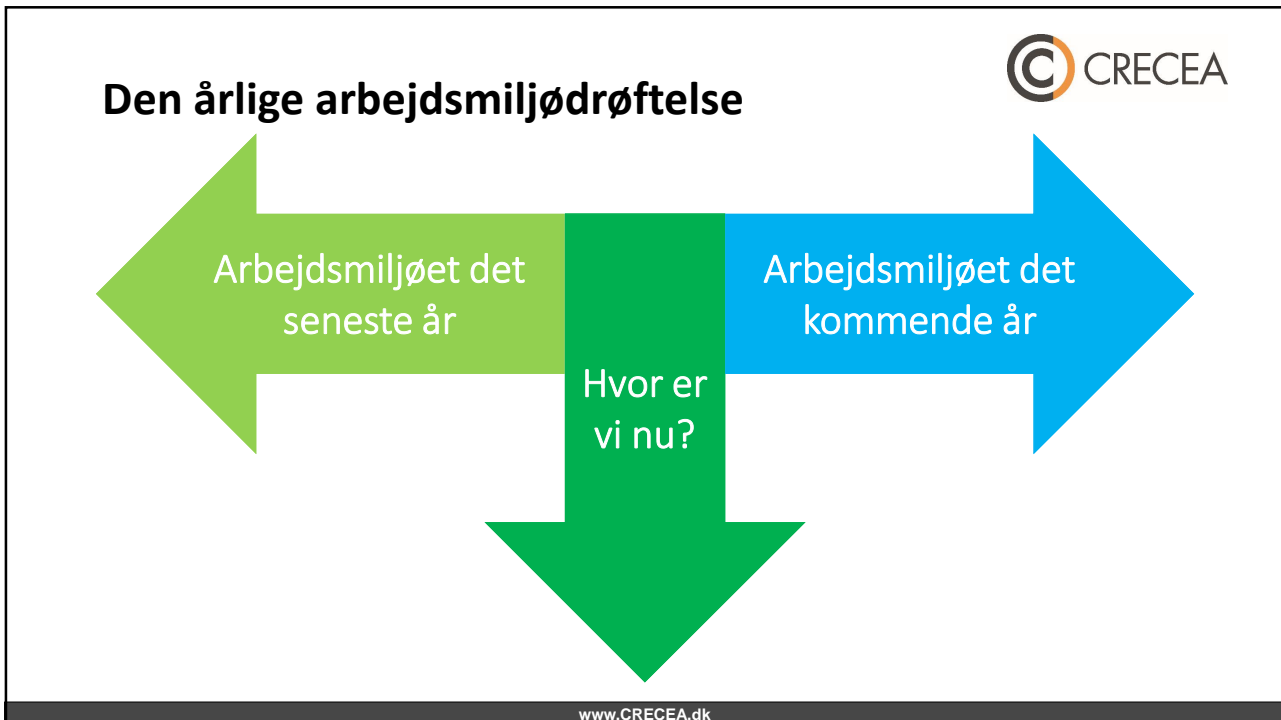 CRECEA
Den årlige arbejdsmiljødrøftelse
Arbejdsmiljøet det
seneste år
Hvor er
vi nu?
Arbejdsmiljøet det
kommende år
www.CRECEA.dk